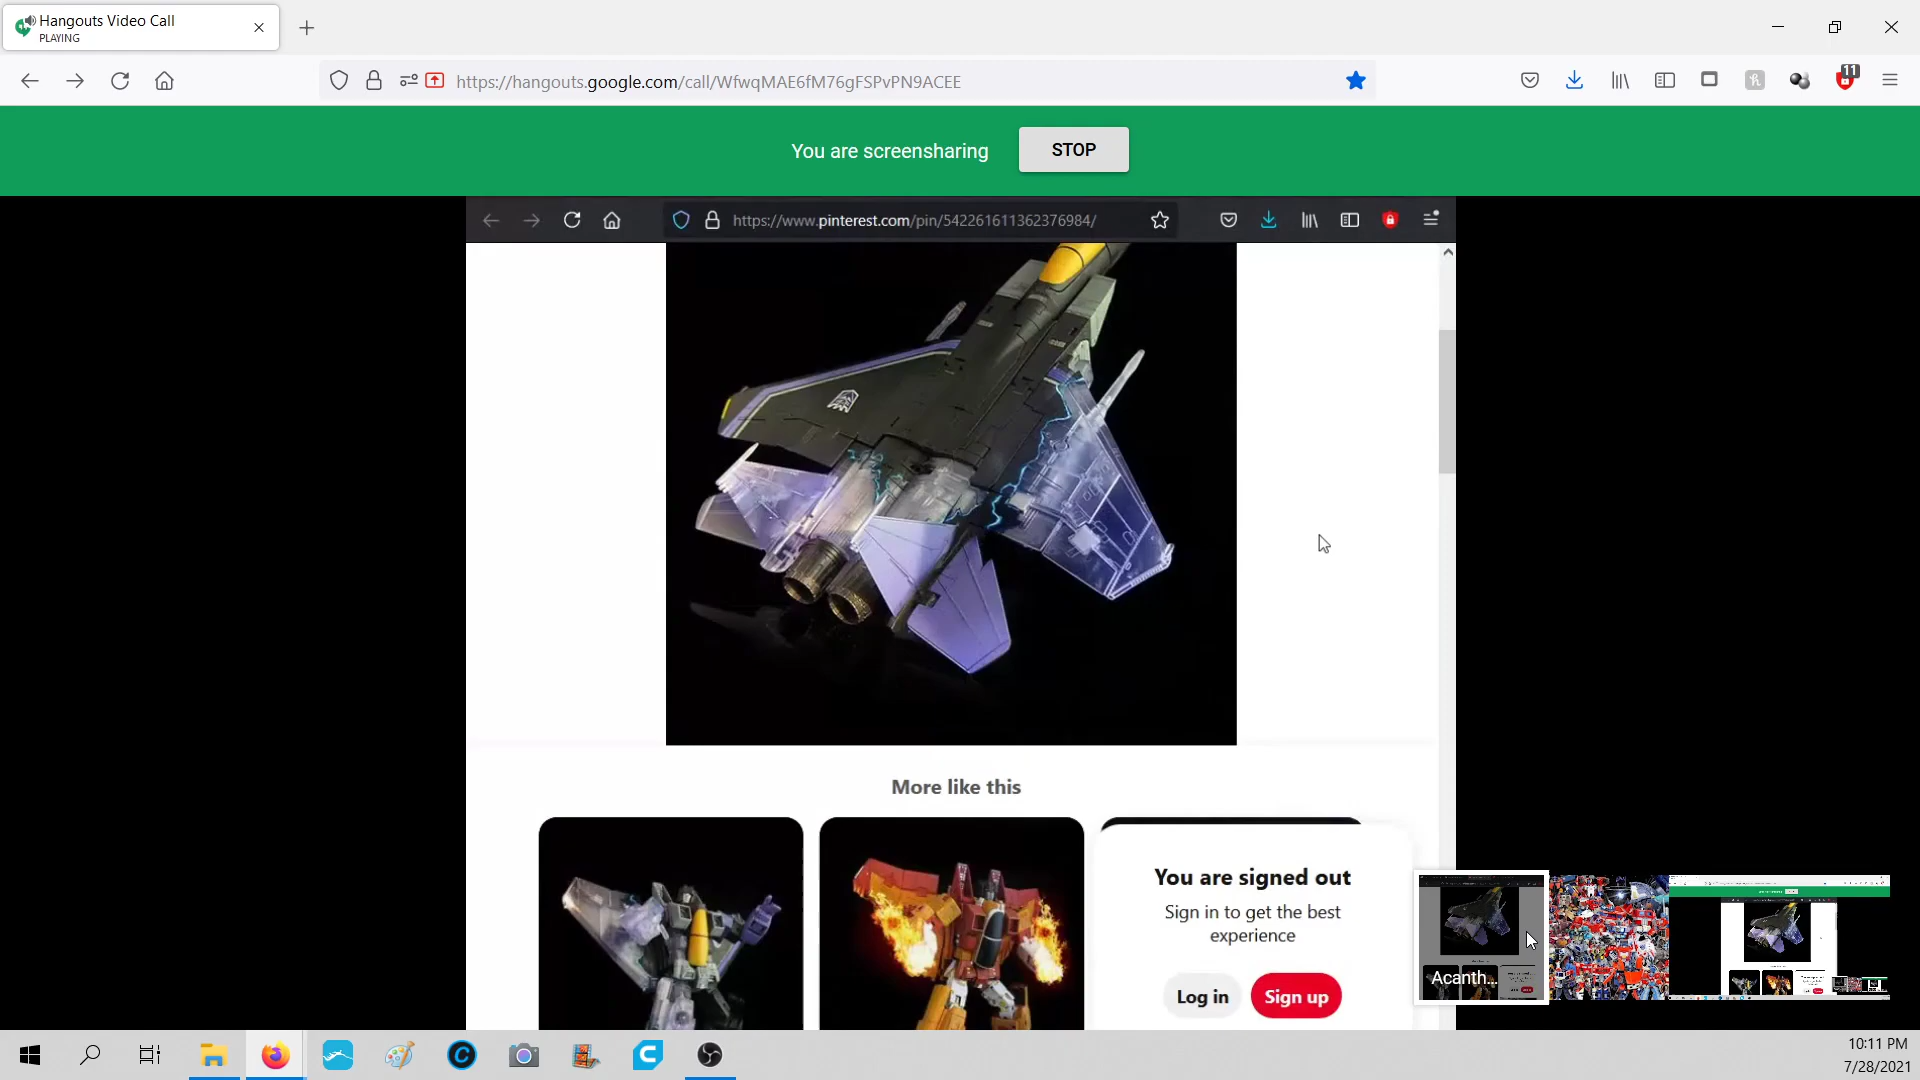 Hangouts Video Call
PLAYING
https://hangouts.google.com/call/WfwqMAE6fM76gFSPvPN9ACEE
11
You are screensharing
STOP
https://www.pinterest.com/pin/542261611362376984/
More like this
You are signed out
Sign in to get the best
experience
Log in
Sign up
Acanth...
10:11 PM
7/28/2021